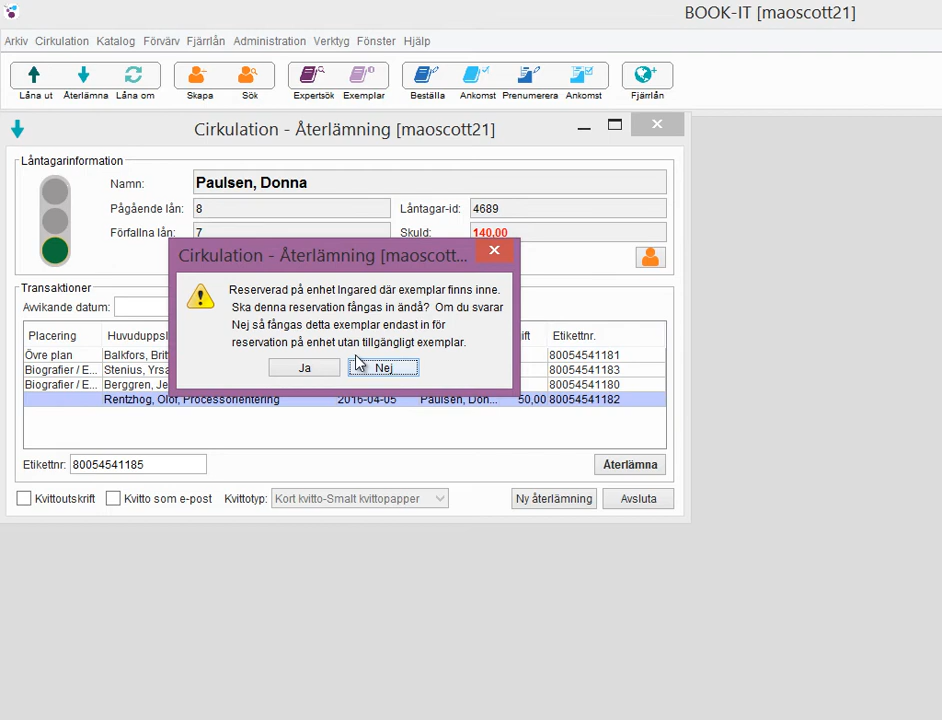 BOOK-IT [maoscott21]
Arkiv Cirkulation Katalog Förvärv Fjärrlån Administration Verktyg Fönster Hjälp
Låna ut Återlämna Låna om Skapa Sök Expertsök Exemplar Beställa Ankomst Prenumerera Ankomst Fjärrlån
Cirkulation - Återlämning [maoscott21]
Låntagarinformation
Namn: Paulsen, Donna
Pågående lån: 8 Låntagar-id: 4689
Förfallna lån: 7 Skuld: 140,00
Cirkulation - Återlämning [maoscott...
Reserverad på enhet Ingared där exemplar finns inne.
Ska denna reservation fångas in ändå? Om du svarar
Nej så fångas detta exemplar endast in för
reservation på enhet utan tillgängligt exemplar.
Ja Nej
Transaktioner
Avvikande datum:
Placering Etikettnr.
Övre plan Balkfors, Brit 80054541181
Biografier / E... Stenius, Yrsa 80054541183
Biografier / E... Berggren, Je 80054541180
Rentzhog, Olof, Processorientering 2016-04-05 Paulsen, Don... 50,00 80054541182
Etikettnr: 80054541185 Återlämna
Kvittoutskrift Kvitto som e-post Kvittotyp: Kort kvitto-Smalt kvittopapper Ny återlämning Avsluta